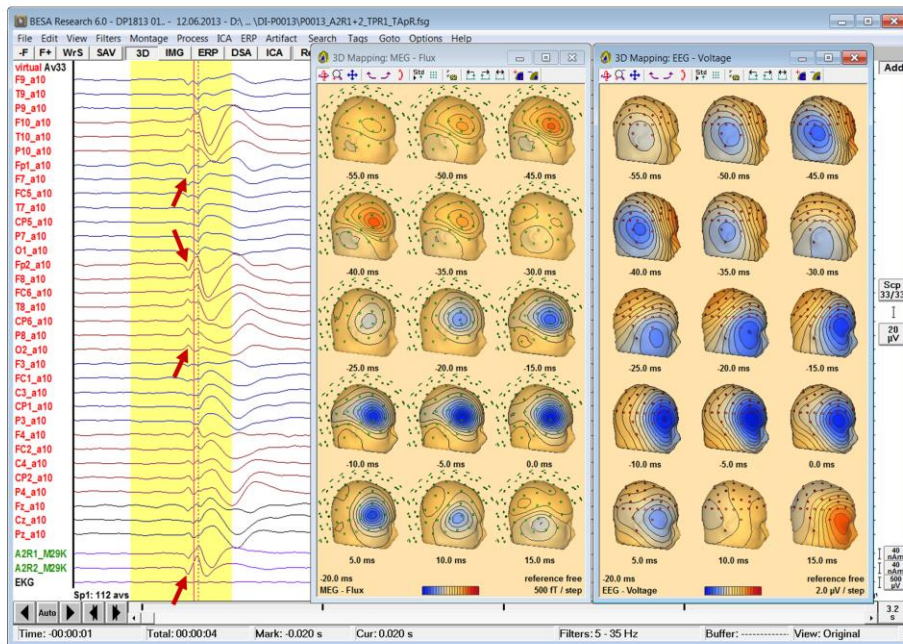 BESA Research 6.0 - DP1813 01.. - 12.06.2013 - D:\ ... \DI-P0013\P0013_A2R1+2_TPR1_TApR.fsg
File Edit View Filters Montage Process ICA ERP Artifact Search Tags Goto Options Help
-F F+ WrS SAV 3D IMG ERP DSA ICA Re
virtual Av33
F9_a10
T9_a10
P9_a10
F10_a10
T10_a10
P10_a10
Fp1_a10
F7_a10
FC5_a10
T7_a10
CP5_a10
P7_a10
O1_a10
Fp2_a10
F8_a10
FC6_a10
T8_a10
CP6_a10
P8_a10
O2_a10
F3_a10
FC1_a10
C3_a10
CP1_a10
P3_a10
F4_a10
FC2_a10
C4_a10
CP2_a10
P4_a10
Fz_a10
Cz_a10
Pz_a10
A2R1_M29K
A2R2_M29K
EKG
Sp1: 112 avs
3D Mapping: MEG - Flux
Std
-55.0 ms -50.0 ms -45.0 ms
-40.0 ms -35.0 ms -30.0 ms
-25.0 ms -20.0 ms -15.0 ms
-10.0 ms -5.0 ms 0.0 ms
5.0 ms 10.0 ms 15.0 ms
-20.0 ms reference free
MEG - Flux 500 fT / step
3D Mapping: EEG - Voltage
Std
-55.0 ms -50.0 ms -45.0 ms
-40.0 ms -35.0 ms -30.0 ms
-25.0 ms -20.0 ms -15.0 ms
-10.0 ms -5.0 ms 0.0 ms
5.0 ms 10.0 ms 15.0 ms
-20.0 ms reference free
EEG - Voltage 2.0 µV / step
Add
Scp
33/33
20
µV
40
nAm
40
nAm
500
µV
3.2
s
Auto
Time: -00:00:01 Total: 00:00:04 Mark: -0.020 s Cur: 0.020 s Filters: 5 - 35 Hz Buffer: ----------- View: Original